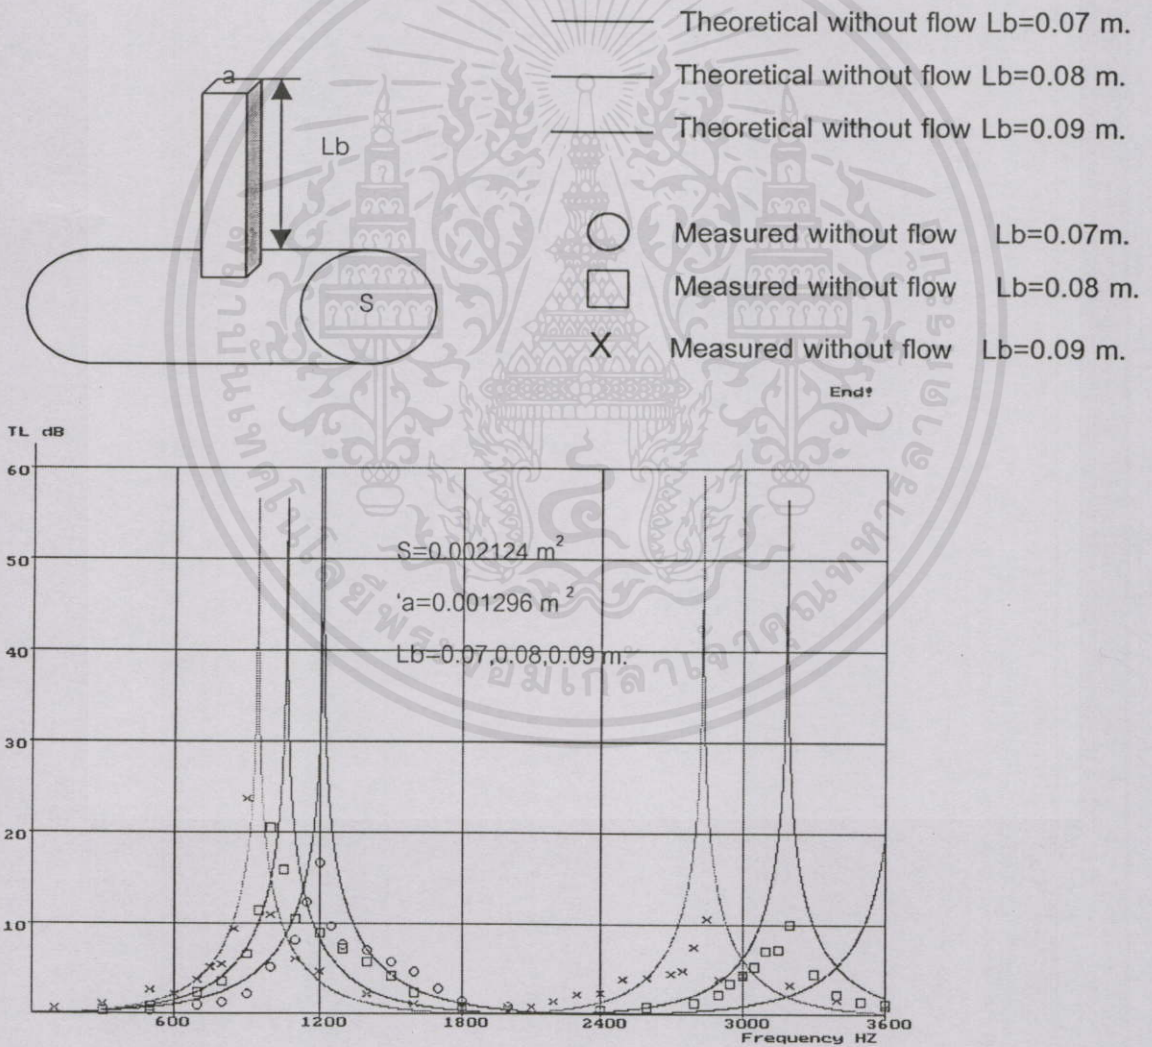 Theoretical without flow Lb=0.07 m.
Theoretical without flow Lb=0.08 m.
Theoretical without flow Lb=0.09 m.
a
Lb
S
Measured without flow Lb=0.07m.
Measured without flow Lb=0.08 m.
X Measured without flow Lb=0.09 m.
End!
TL dB
60
50
40
30
20
10
S=0.002124 m²
'a=0.001296 m²
Lb=0.07,0.08,0.09 m.
600
1200
1800
2400
3000
3600
Frequency HZ